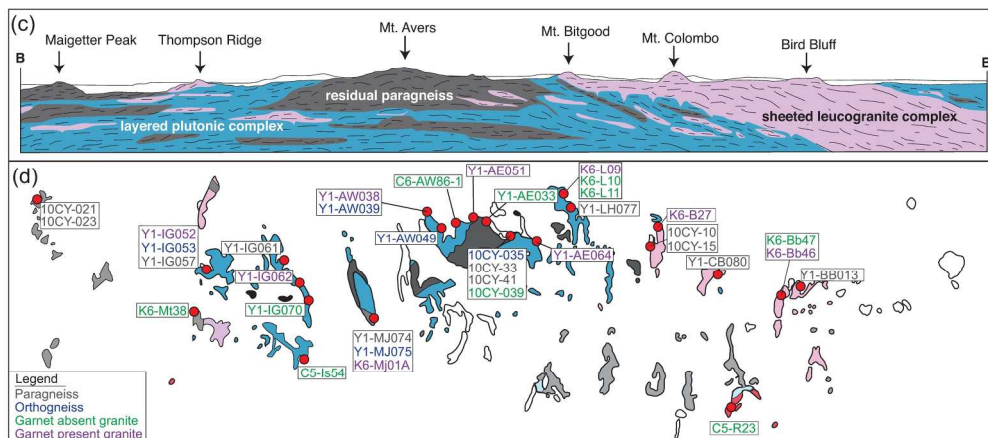 (c)
Maigetter Peak
Thompson Ridge
Mt. Avers
Mt. Bitgood
Mt. Colombo
Bird Bluff
B
B'
residual paragneiss
layered plutonic complex
sheeted leucogranite complex
(d)
10CY-021
10CY-023
Y1-IG052
Y1-IG053
Y1-IG057
K6-Mt38
Y1-IG061
Y1-IG062
Y1-IG070
C5-Is54
Y1-AW038
Y1-AW039
C6-AW86-1
Y1-AE051
Y1-AE033
Y1-AW049
10CY-035
10CY-33
10CY-41
10CY-039
Y1-AE064
Y1-MJ074
Y1-MJ075
K6-Mj01A
K6-L09
K6-L10
K6-L11
Y1-LH077
K6-B27
10CY-10
10CY-15
Y1-CB080
K6-Bb47
K6-Bb46
Y1-BB013
C5-R23
Legend
Paragneiss
Orthogneiss
Garnet absent granite
Garnet present granite